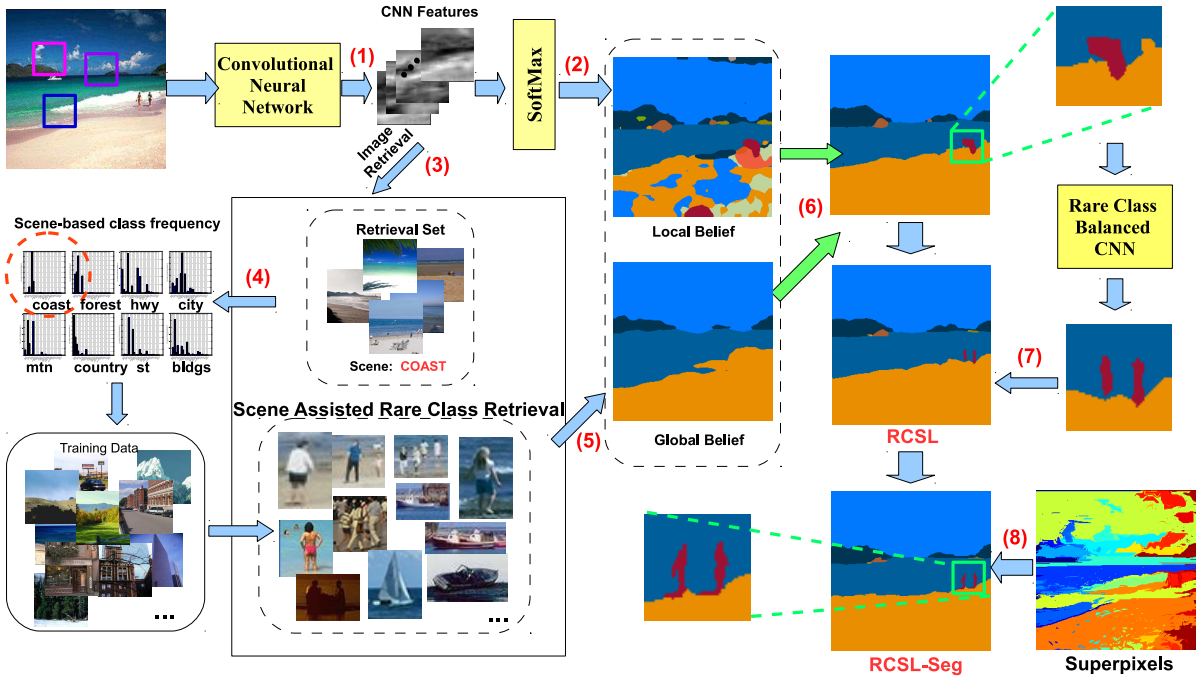 CNN Features
Convolutional
Neural
Network
(1)
SoftMax
(2)
Image
Retrieval
(3)
Local Belief
(6)
Rare Class
Balanced
CNN
Scene-based class frequency
coast forest hwy city
mtn country st bldgs
(4)
Retrieval Set
Scene: COAST
Scene Assisted Rare Class Retrieval
(5)
Global Belief
RCSL
(7)
Training Data
...
...
(8)
RCSL-Seg
Superpixels